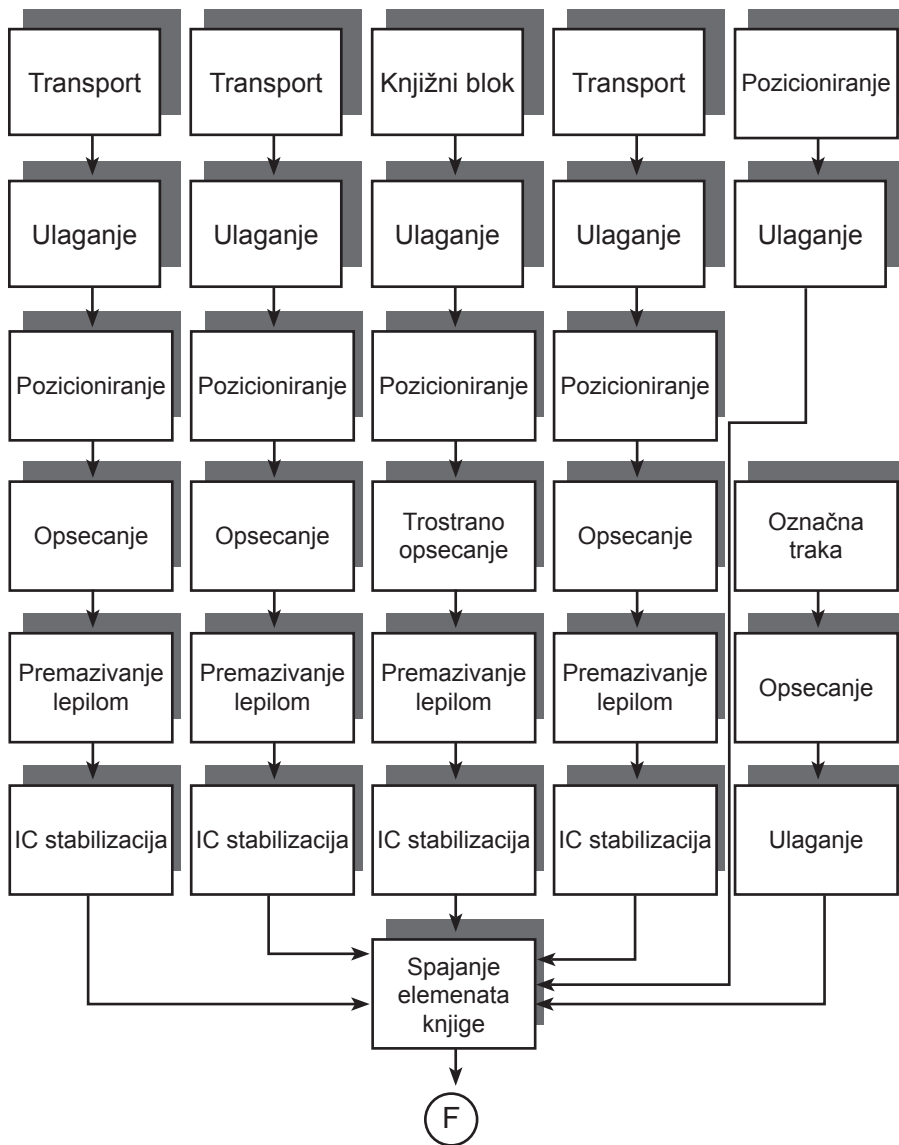 Transport
Transport
Knjižni blok
Transport
Pozicioniranje
Ulaganje
Ulaganje
Ulaganje
Ulaganje
Ulaganje
Pozicioniranje
Pozicioniranje
Pozicioniranje
Pozicioniranje
Opsecanje
Opsecanje
Trostrano
opsecanje
Opsecanje
Označna
traka
Premazivanje
lepilom
Premazivanje
lepilom
Premazivanje
lepilom
Premazivanje
lepilom
Opsecanje
IC stabilizacija
IC stabilizacija
IC stabilizacija
IC stabilizacija
Ulaganje
Spajanje
elemenata
knjige
F